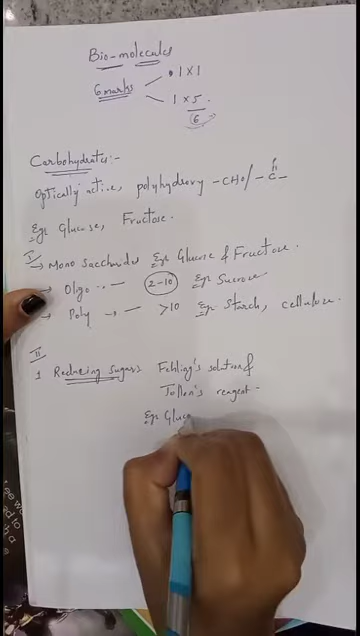 Bio-molecules
6 marks
1 X 1
1 X 5
6
Carbohydrates :-
Optically active, polyhydroxy -CHO/ -C-
O
Eg: Glucose, Fructose.
I
→ Mono Saccharides Eg: Glucose & Fructose.
→ Oligo -"- 2-10 Eg: Sucrose
→ Poly -"- >10 Eg: Starch, cellulose.
II
1 Reducing Sugars Fehling's solution &
Tollen's reagent-
Eg: Gluco